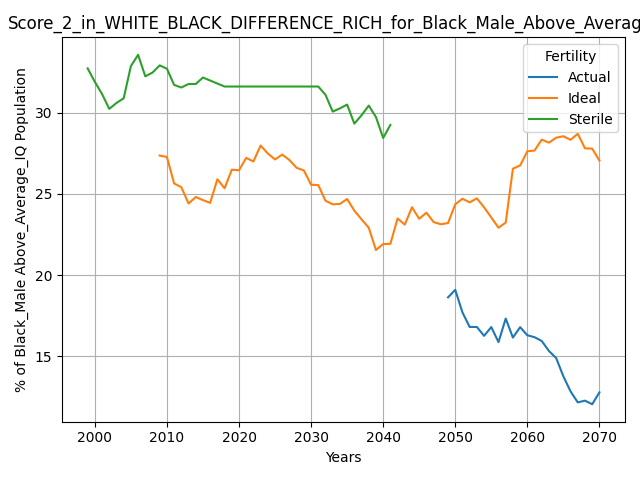 Score_2_in_WHITE_BLACK_DIFFERENCE_RICH_for_Black_Male_Above_Averag
% of Black_Male Above_Average_IQ Population
Fertility
Actual
Ideal
Sterile
30
25
20
15
2000 2010 2020 2030 2040 2050 2060 2070
Years